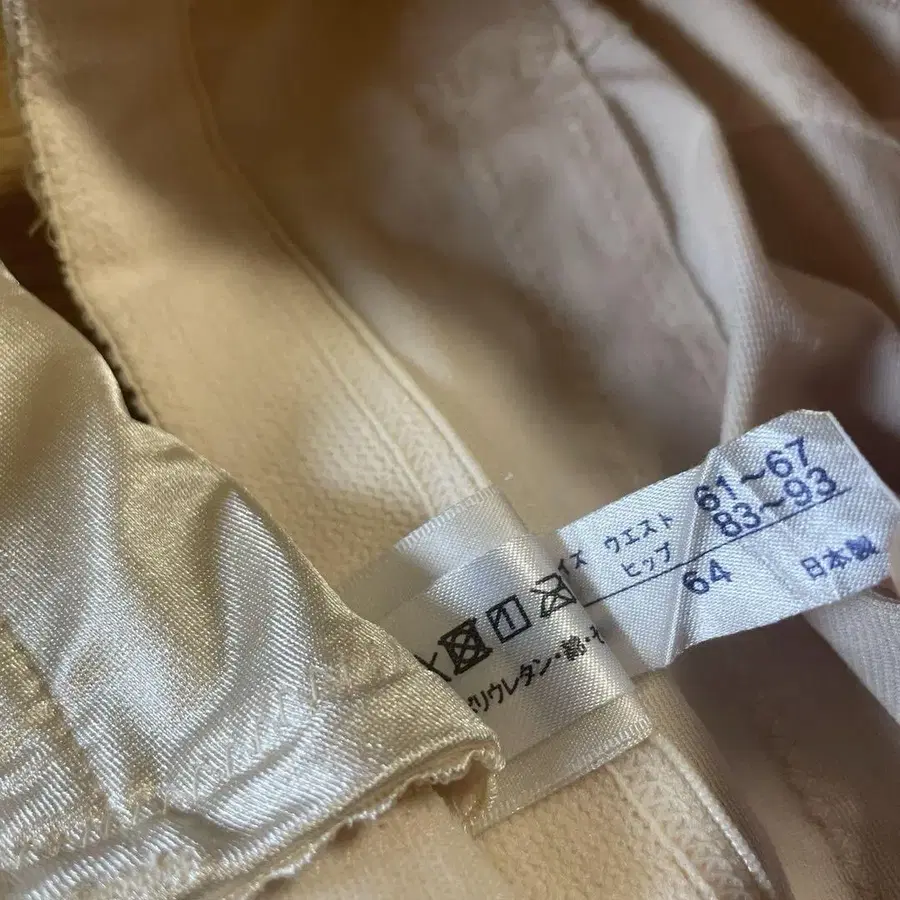 イズ ウエスト 61~67
ヒップ 83~93
64 日本製
リウレタン・綿・